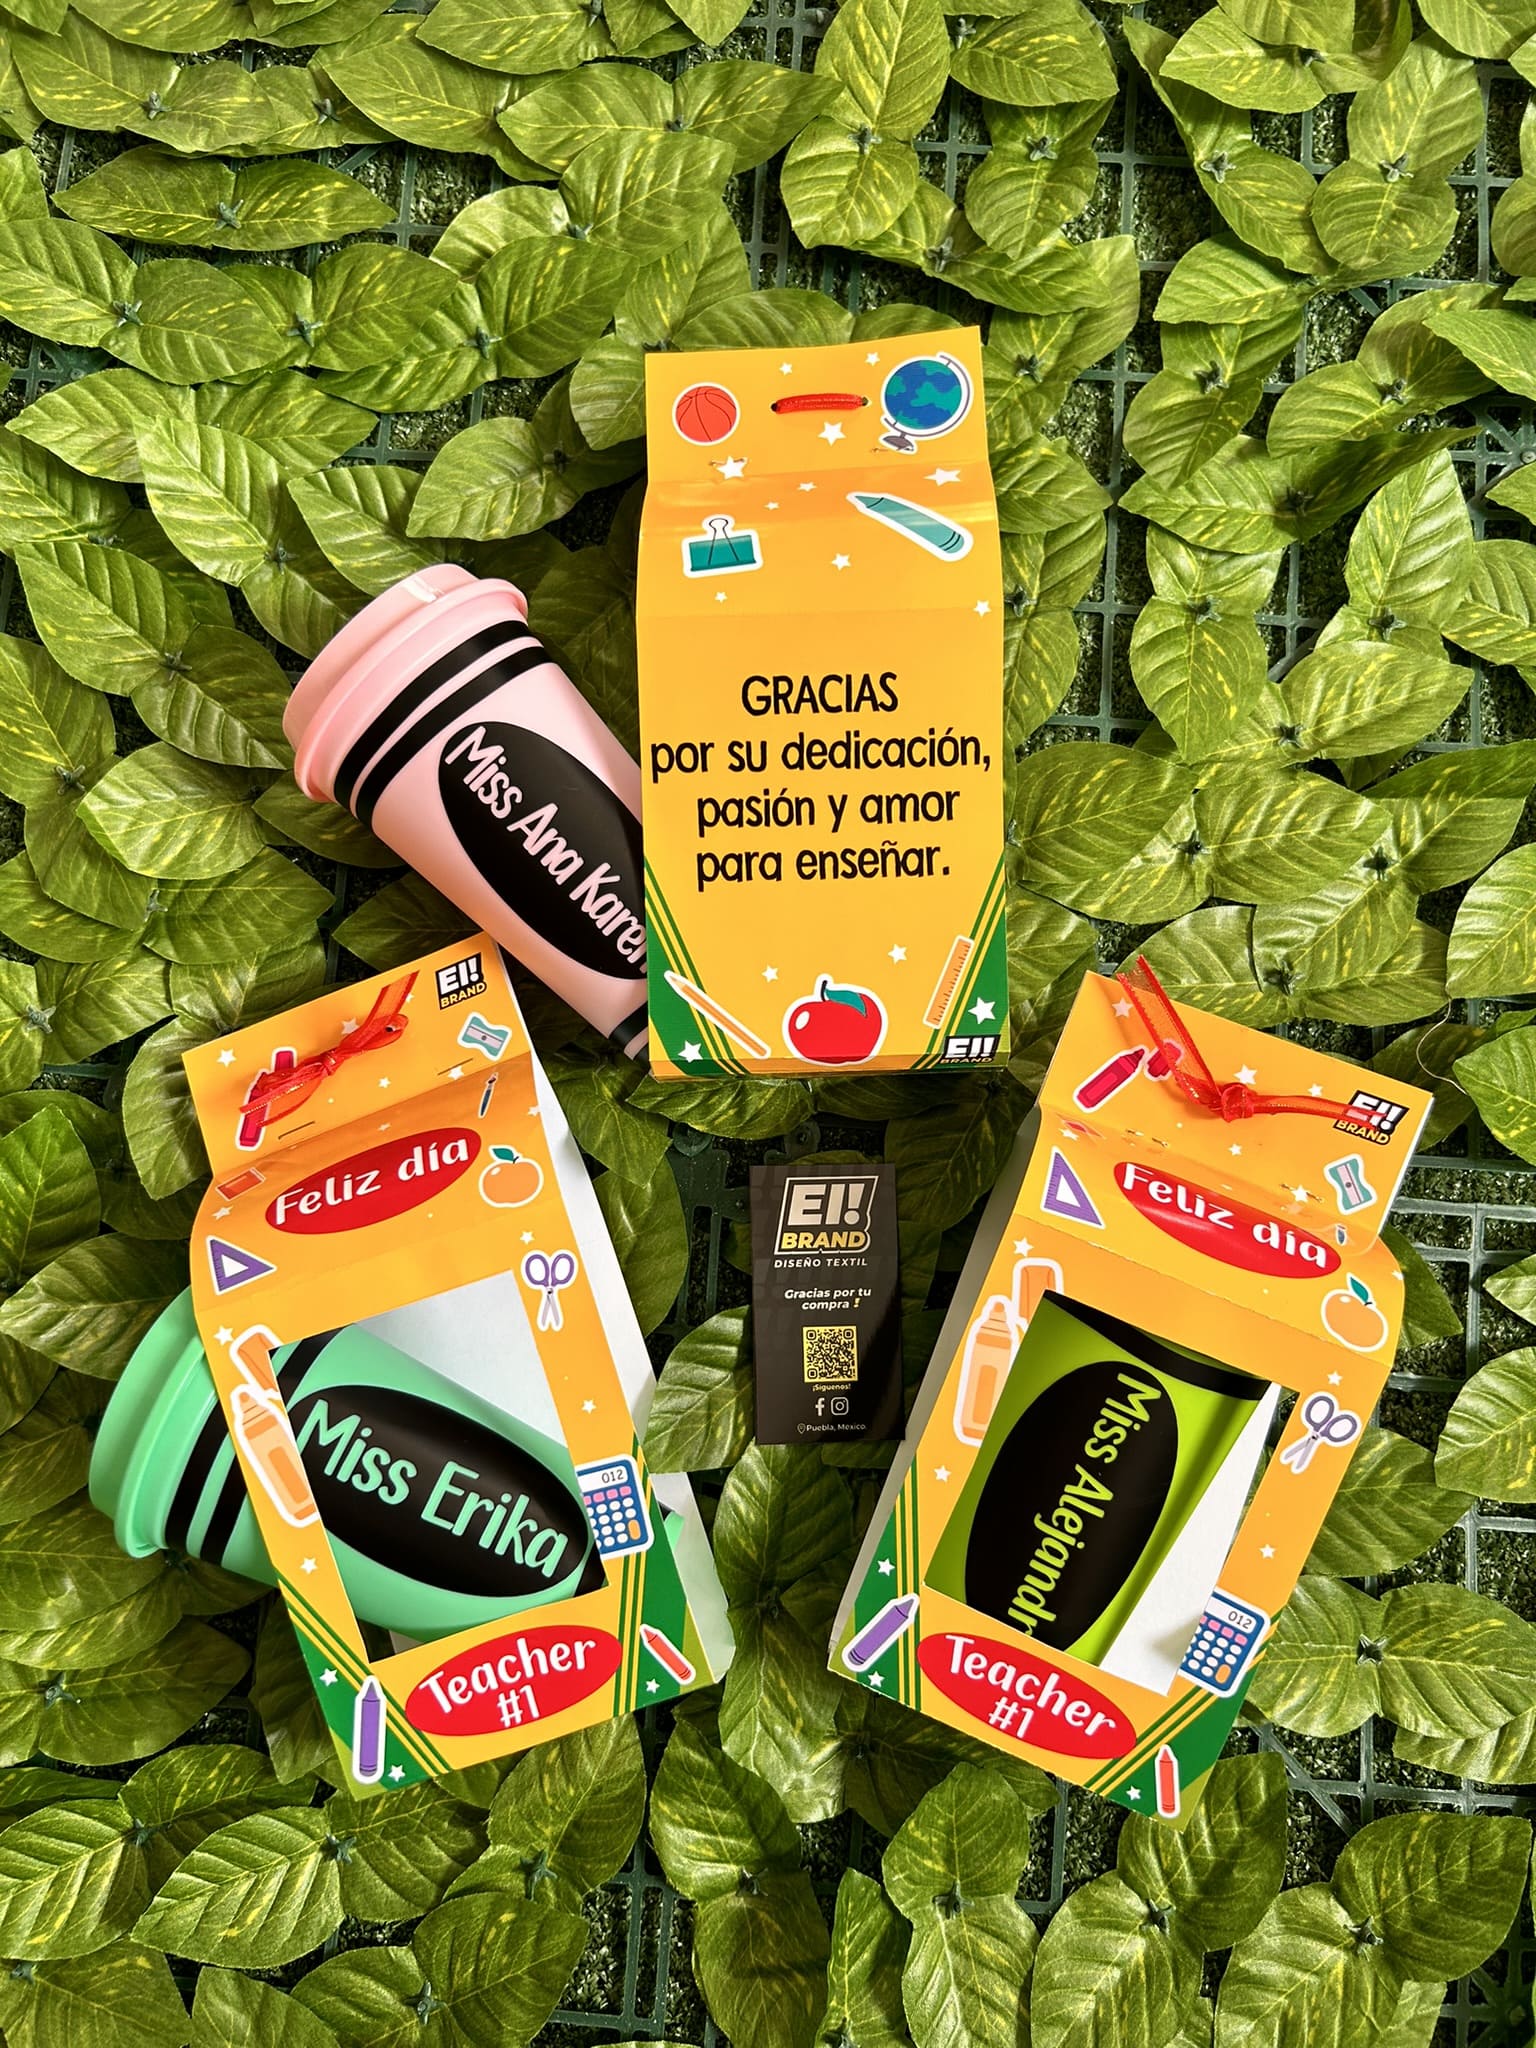 GRACIAS
por su dedicación,
pasión y amor
para enseñar.
EI!
BRAND
Miss Ana Karen
EI!
BRAND
Feliz día
Miss Erika
012
Teacher
#1
EI!
BRAND
DISEÑO TEXTIL
Gracias por tu
compra !
¡Síguenos!
Puebla, México.
EI!
BRAND
Feliz día
Miss Alejandr
012
Teacher
#1